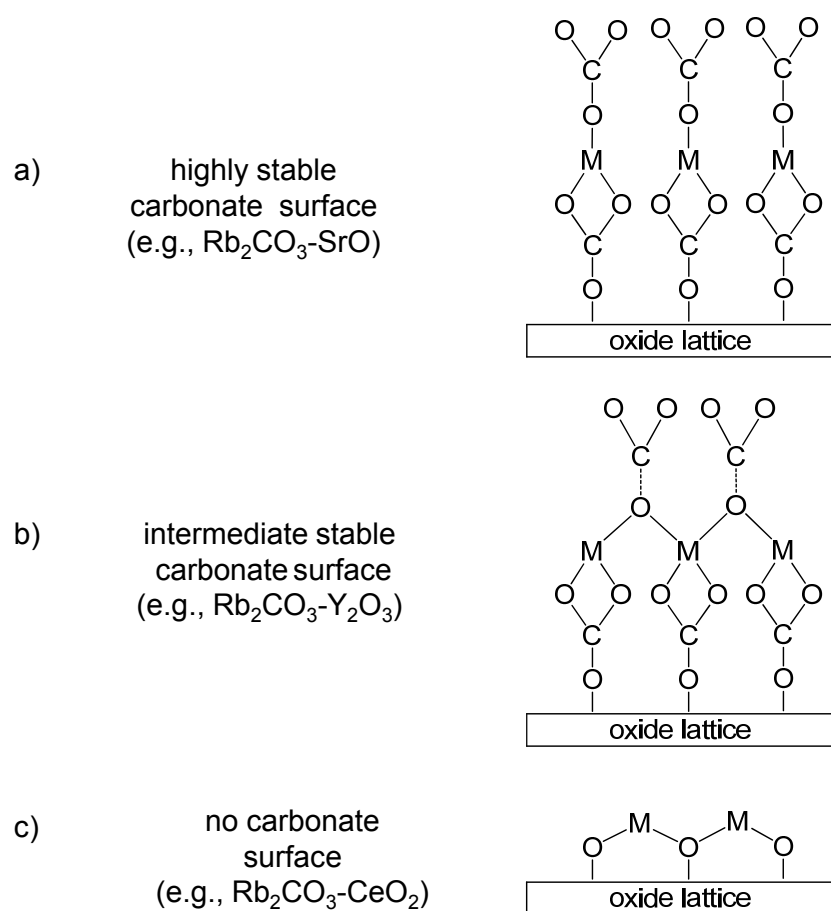 a)
highly stable
carbonate surface
(e.g., Rb₂CO₃-SrO)
O O O O O O
C C C
O O O
M M M
O O O O O O
C C C
O O O
oxide lattice
b)
intermediate stable
carbonate surface
(e.g., Rb₂CO₃-Y₂O₃)
O O O O
C C
O O
M M M
O O O O O O
C C C
O O O
oxide lattice
c)
no carbonate
surface
(e.g., Rb₂CO₃-CeO₂)
M M
O O O
oxide lattice